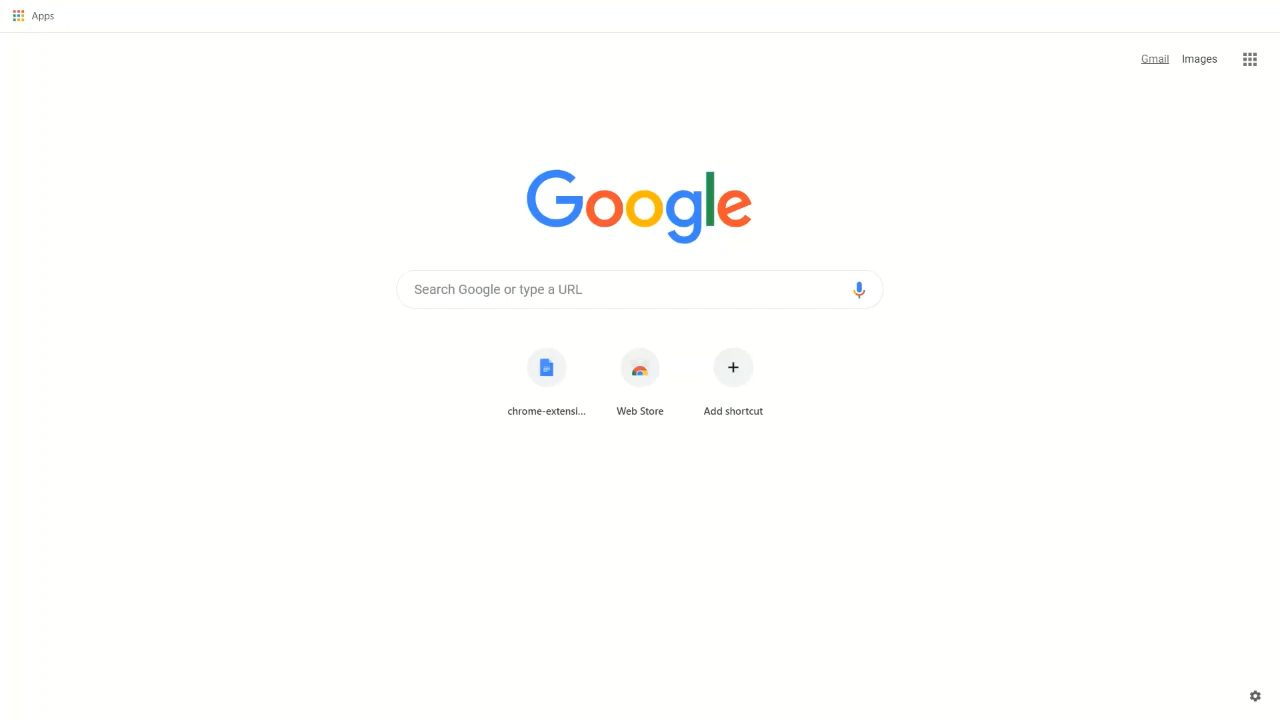 Apps
Gmail Images
Google
Search Google or type a URL
chrome-extensi... Web Store Add shortcut